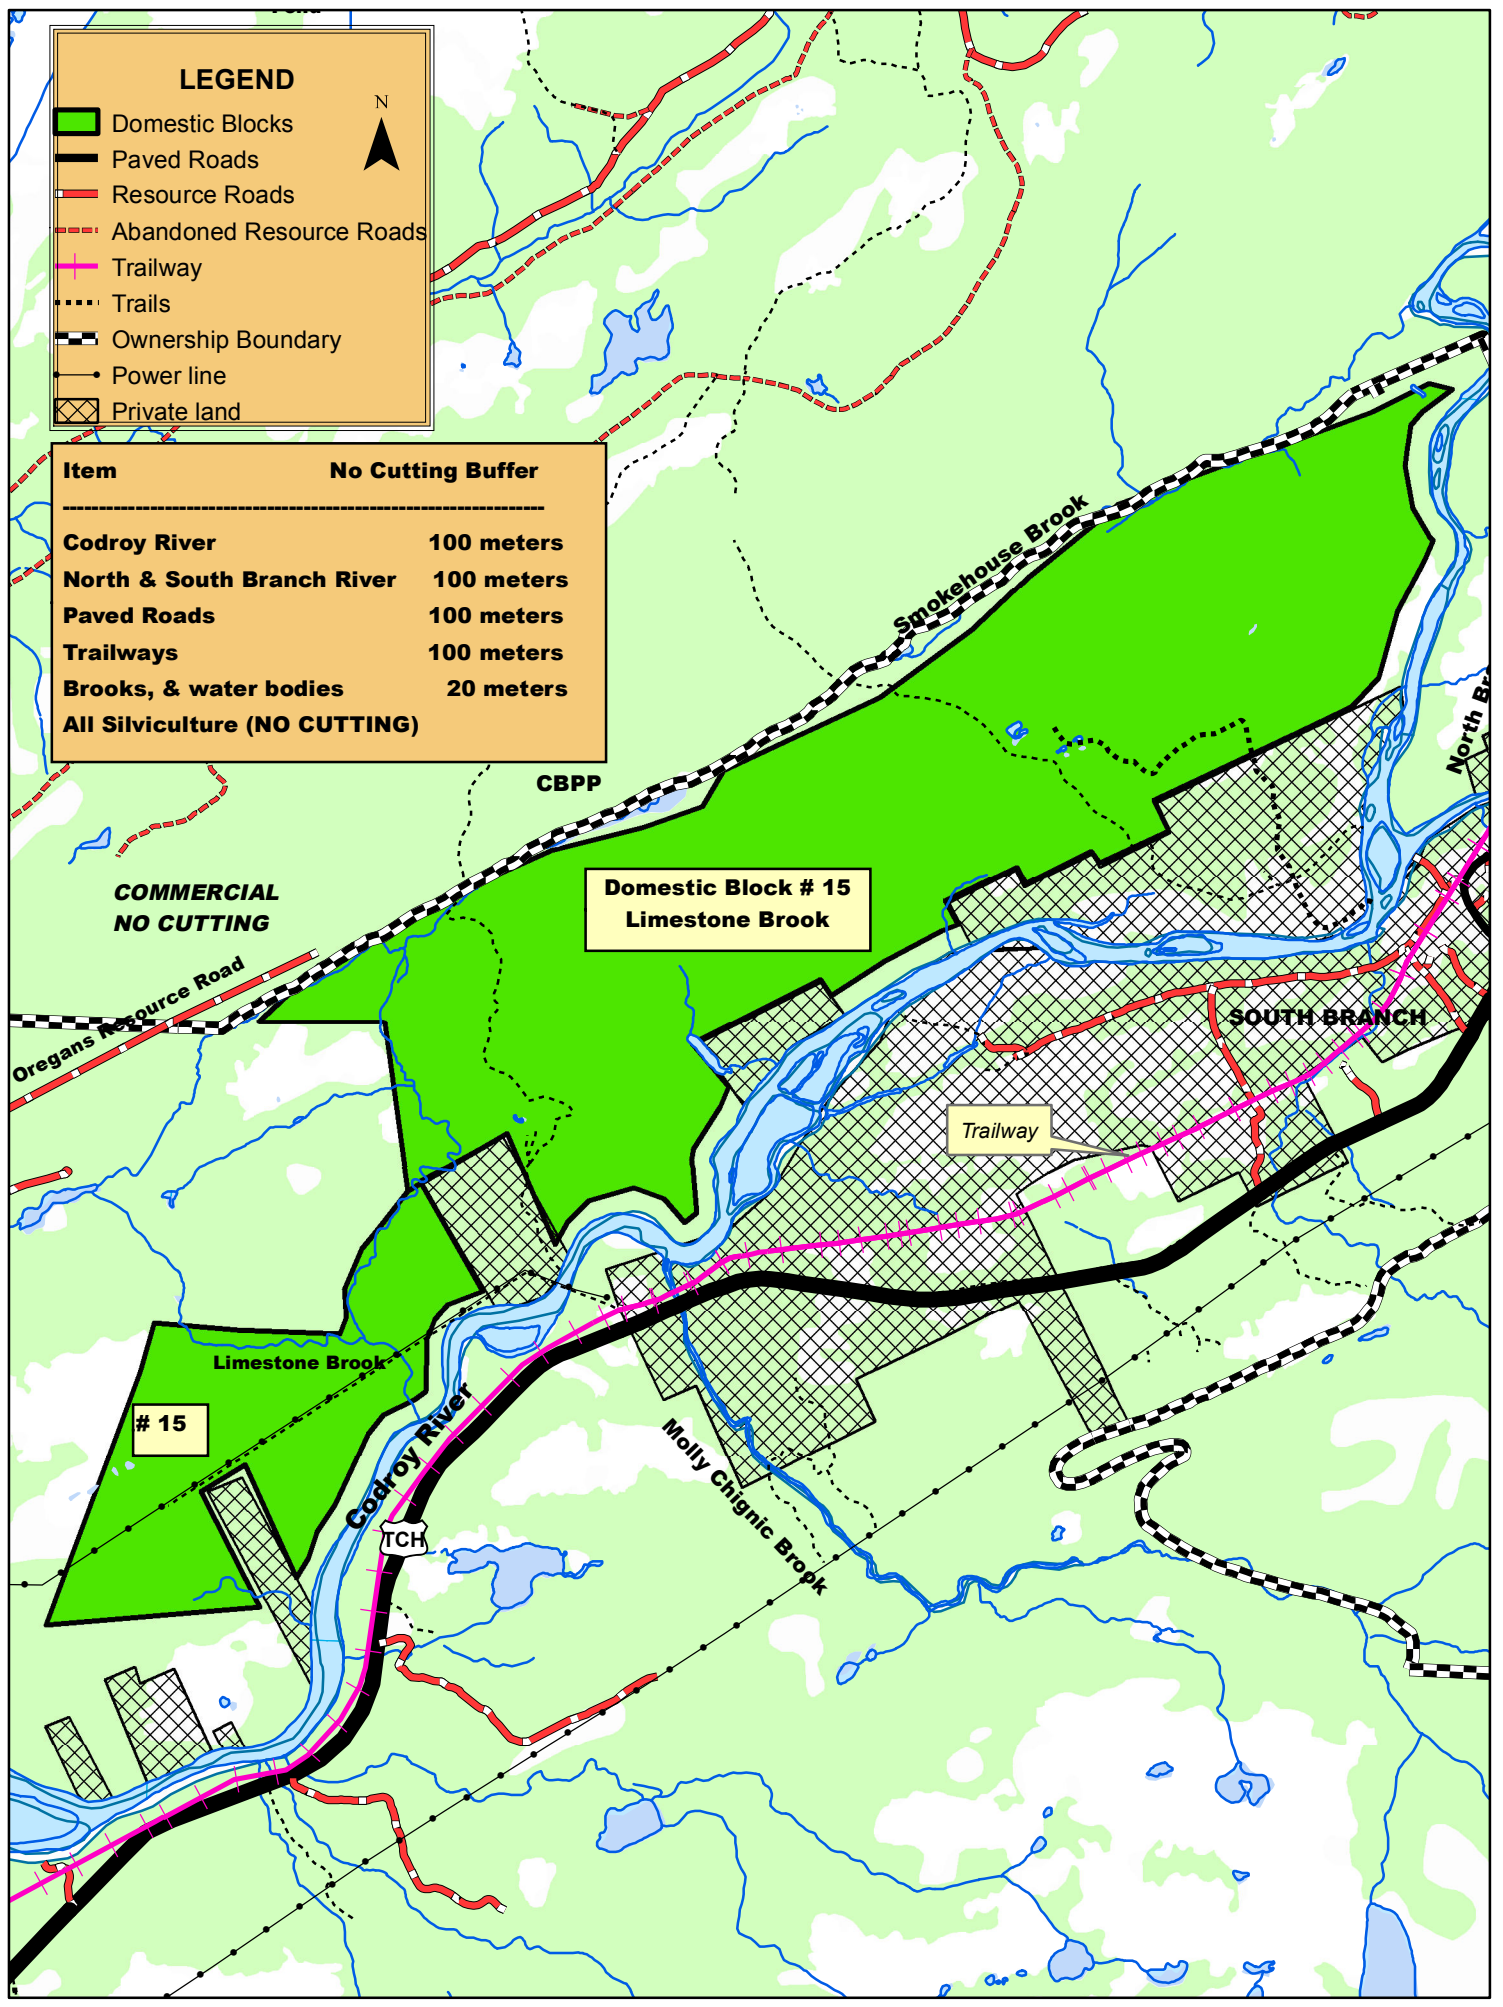 LEGEND
N
Domestic Blocks
Paved Roads
Resource Roads
Abandoned Resource Roads
Trailway
Trails
Ownership Boundary
Power line
Private land
Item No Cutting Buffer
--------------------------------------------------------------------
Codroy River 100 meters
North & South Branch River 100 meters
Paved Roads 100 meters
Trailways 100 meters
Brooks, & water bodies 20 meters
All Silviculture (NO CUTTING)
Smokehouse Brook
North
CBPP
COMMERCIAL
NO CUTTING
Domestic Block # 15
Limestone Brook
Oregans Resource Road
SOUTH BRANCH
Trailway
Limestone Brook
# 15
Codroy River
Molly Chignic Brook
TCH